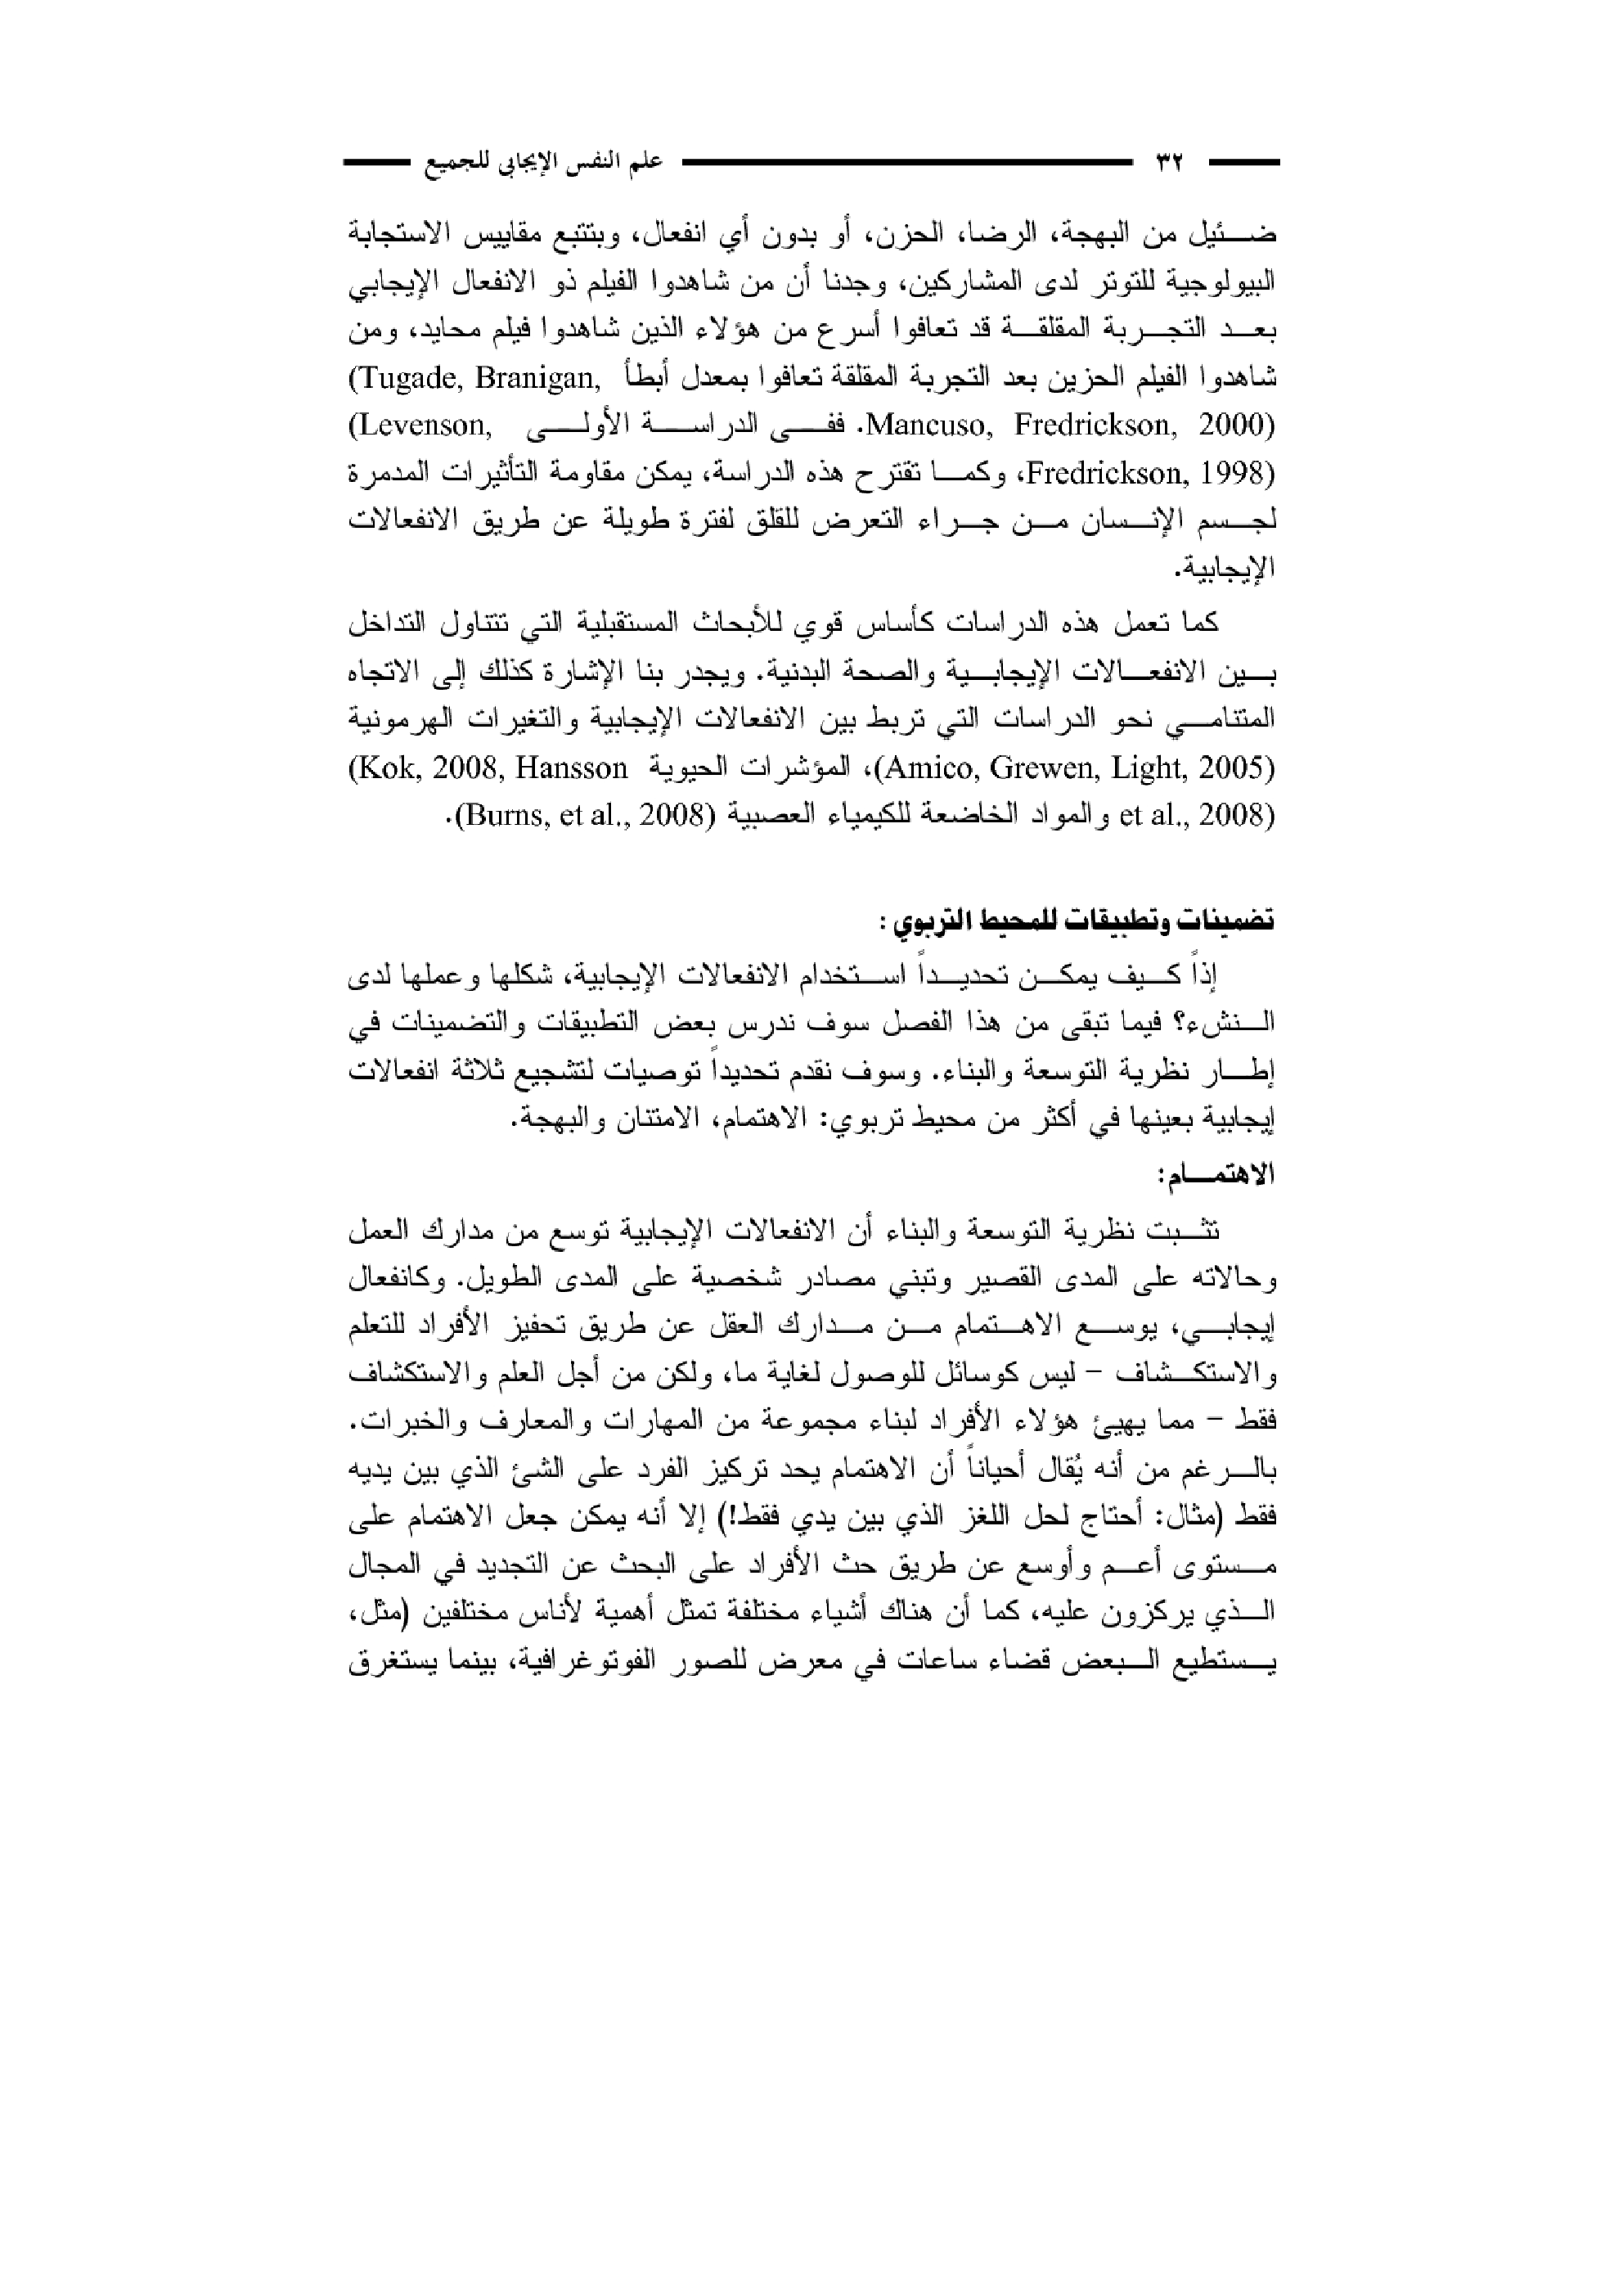 ٣٢ علم النفس الإيجابي للجميع
ضئيل من البهجة، الرضا، الحزن، أو بدون أي انفعال، وبتتبع مقاييس الاستجابة
البيولوجية للتوتر لدى المشاركين، وجدنا أن من شاهدوا الفيلم ذو الانفعال الإيجابي
بعد التجربة المقلقة قد تعافوا أسرع من هؤلاء الذين شاهدوا فيلم محايد، ومن
شاهدوا الفيلم الحزين بعد التجربة المقلقة تعافوا بمعدل أبطأ (Tugade, Branigan,
Mancuso, Fredrickson, 2000). ففى الدراسة الأولى (Levenson,
Fredrickson, 1998)، وكما تقترح هذه الدراسة، يمكن مقاومة التأثيرات المدمرة
لجسم الإنسان من جراء التعرض للقلق لفترة طويلة عن طريق الانفعالات
الإيجابية.
كما تعمل هذه الدراسات كأساس قوي للأبحاث المستقبلية التي تتناول التداخل
بين الانفعالات الإيجابية والصحة البدنية. ويجدر بنا الإشارة كذلك إلى الاتجاه
المتنامي نحو الدراسات التي تربط بين الانفعالات الإيجابية والتغيرات الهرمونية
(Amico, Grewen, Light, 2005)، المؤشرات الحيوية (Kok, 2008, Hansson
et al., 2008) والمواد الخاضعة للكيمياء العصبية (Burns, et al., 2008).
تضمينات وتطبيقات للمحيط التربوي :
إذاً كيف يمكن تحديداً استخدام الانفعالات الإيجابية، شكلها وعملها لدى
النشء؟ فيما تبقى من هذا الفصل سوف ندرس بعض التطبيقات والتضمينات في
إطار نظرية التوسعة والبناء. وسوف نقدم تحديداً توصيات لتشجيع ثلاثة انفعالات
إيجابية بعينها في أكثر من محيط تربوي: الاهتمام، الامتنان والبهجة.
الاهتمام:
تثبت نظرية التوسعة والبناء أن الانفعالات الإيجابية توسع من مدارك العمل
وحالاته على المدى القصير وتبني مصادر شخصية على المدى الطويل. وكانفعال
إيجابي، يوسع الاهتمام من مدارك العقل عن طريق تحفيز الأفراد للتعلم
والاستكشاف – ليس كوسائل للوصول لغاية ما، ولكن من أجل العلم والاستكشاف
فقط – مما يهيئ هؤلاء الأفراد لبناء مجموعة من المهارات والمعارف والخبرات.
بالرغم من أنه يُقال أحياناً أن الاهتمام يحد تركيز الفرد على الشئ الذي بين يديه
فقط (مثال: أحتاج لحل اللغز الذي بين يدي فقط!) إلا أنه يمكن جعل الاهتمام على
مستوى أعم وأوسع عن طريق حث الأفراد على البحث عن التجديد في المجال
الذي يركزون عليه، كما أن هناك أشياء مختلفة تمثل أهمية لأناس مختلفين (مثل،
يستطيع البعض قضاء ساعات في معرض للصور الفوتوغرافية، بينما يستغرق